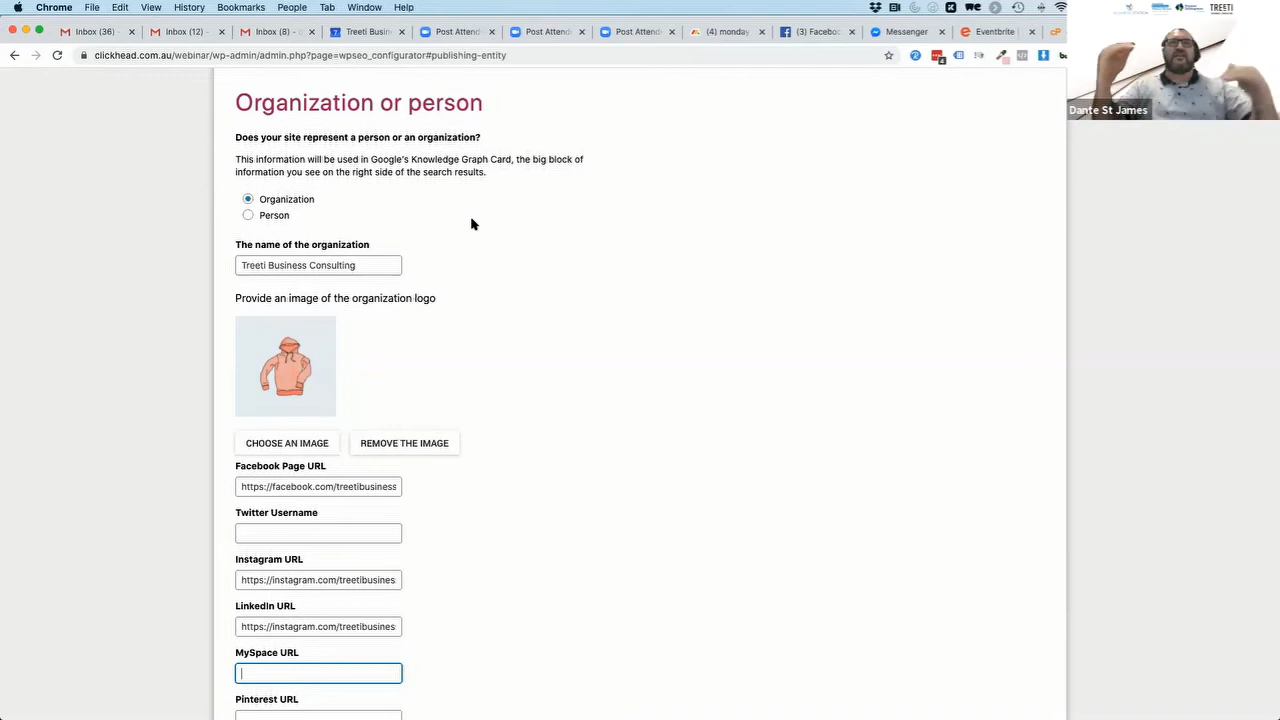 Chrome File Edit View History Bookmarks People Tab Window Help
Inbox (36) - Inbox (12) - Inbox (8) - Treeti Busin Post Attend Post Attend Post Attend (4) monday (3) Faceboo Messenger Eventbrite
clickheed.com.au/webinar/wp-admin/admin.php?page= _configurator#publishing-entity
TREETI
Dante St James
Organization or person
Does your site represent a person or an organization?
This information will be used in Google's Knowledge Graph Card, the big block of
information you see on the right side of the search results.
Organization
Person
The name of the organization
Treeti Business Consulting
Provide an image of the organization logo
CHOOSE AN IMAGE REMOVE THE IMAGE
Facebook Page URL
https://facebook.com/treetibusiness
Twitter Username
Instagram URL
https://instagram.com/treetibusines
LinkedIn URL
https://instagram.com/treetibusines
MySpace URL
Pinterest URL